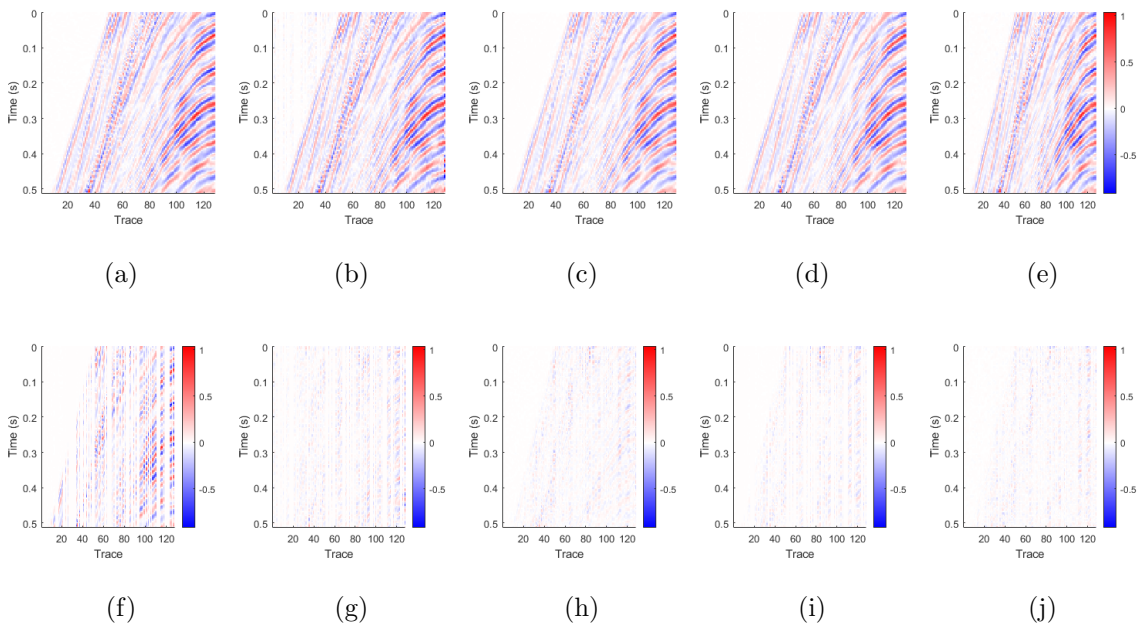 0 0 0 0 0 1
0.1 0.1 0.1 0.1 0.1
0.2 0.2 0.2 0.2 0.2 0.5
Time (s) Time (s) Time (s) Time (s) Time (s)
0.3 0.3 0.3 0.3 0.3 0
0.4 0.4 0.4 0.4 0.4 -0.5
0.5 0.5 0.5 0.5 0.5
20 40 60 80 100 120 20 40 60 80 100 120 20 40 60 80 100 120 20 40 60 80 100 120 20 40 60 80 100 120
Trace Trace Trace Trace Trace
(a) (b) (c) (d) (e)
0 1 0 1 0 1 0 1 0 1
0.1 0.1 0.1 0.1 0.1
0.5 0.5 0.5 0.5 0.5
0.2 0.2 0.2 0.2 0.2
Time (s) Time (s) Time (s) Time (s) Time (s)
0.3 0 0.3 0 0.3 0 0.3 0 0.3 0
0.4 -0.5 0.4 -0.5 0.4 -0.5 0.4 -0.5 0.4 -0.5
0.5 0.5 0.5 0.5 0.5
20 40 60 80 100 120 20 40 60 80 100 120 20 40 60 80 100 120 20 40 60 80 100 120 20 40 60 80 100 120
Trace Trace Trace Trace Trace
(f) (g) (h) (i) (j)